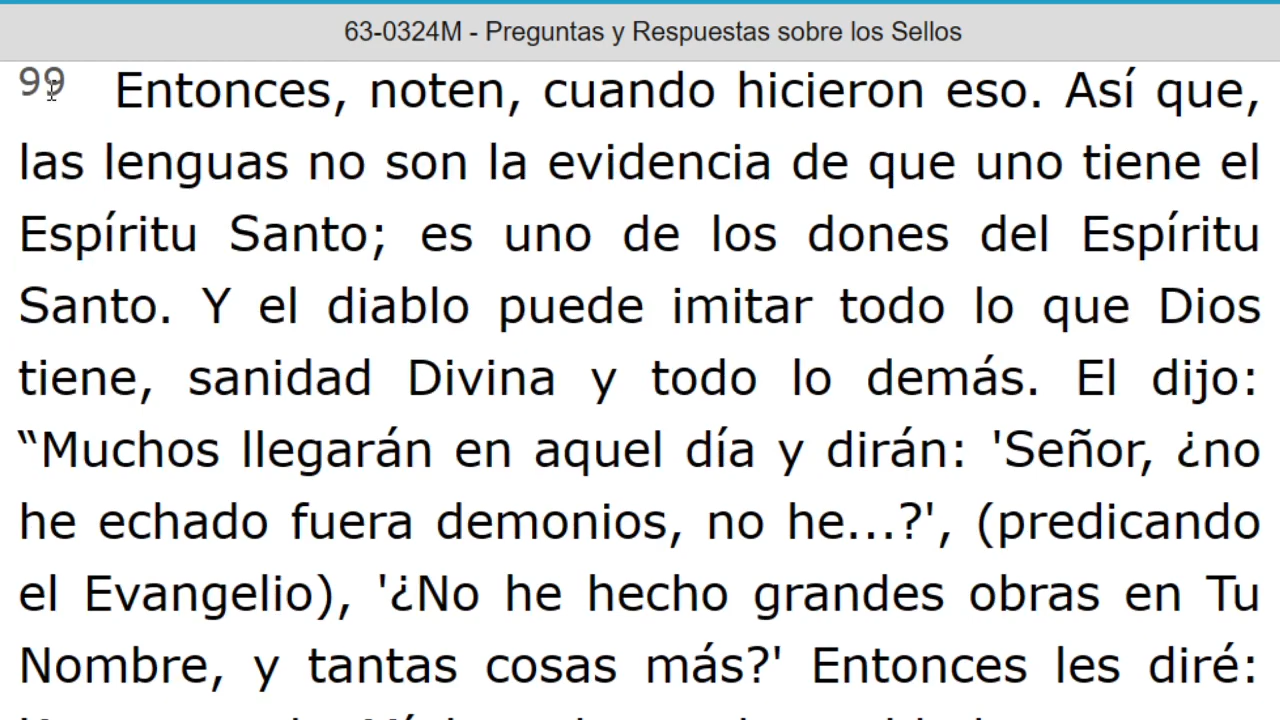 63-0324M - Preguntas y Respuestas sobre los Sellos
99 Entonces, noten, cuando hicieron eso. Así que,
las lenguas no son la evidencia de que uno tiene el
Espíritu Santo; es uno de los dones del Espíritu
Santo. Y el diablo puede imitar todo lo que Dios
tiene, sanidad Divina y todo lo demás. El dijo:
“Muchos llegarán en aquel día y dirán: 'Señor, ¿no
he echado fuera demonios, no he...?', (predicando
el Evangelio), '¿No he hecho grandes obras en Tu
Nombre, y tantas cosas más?' Entonces les diré: